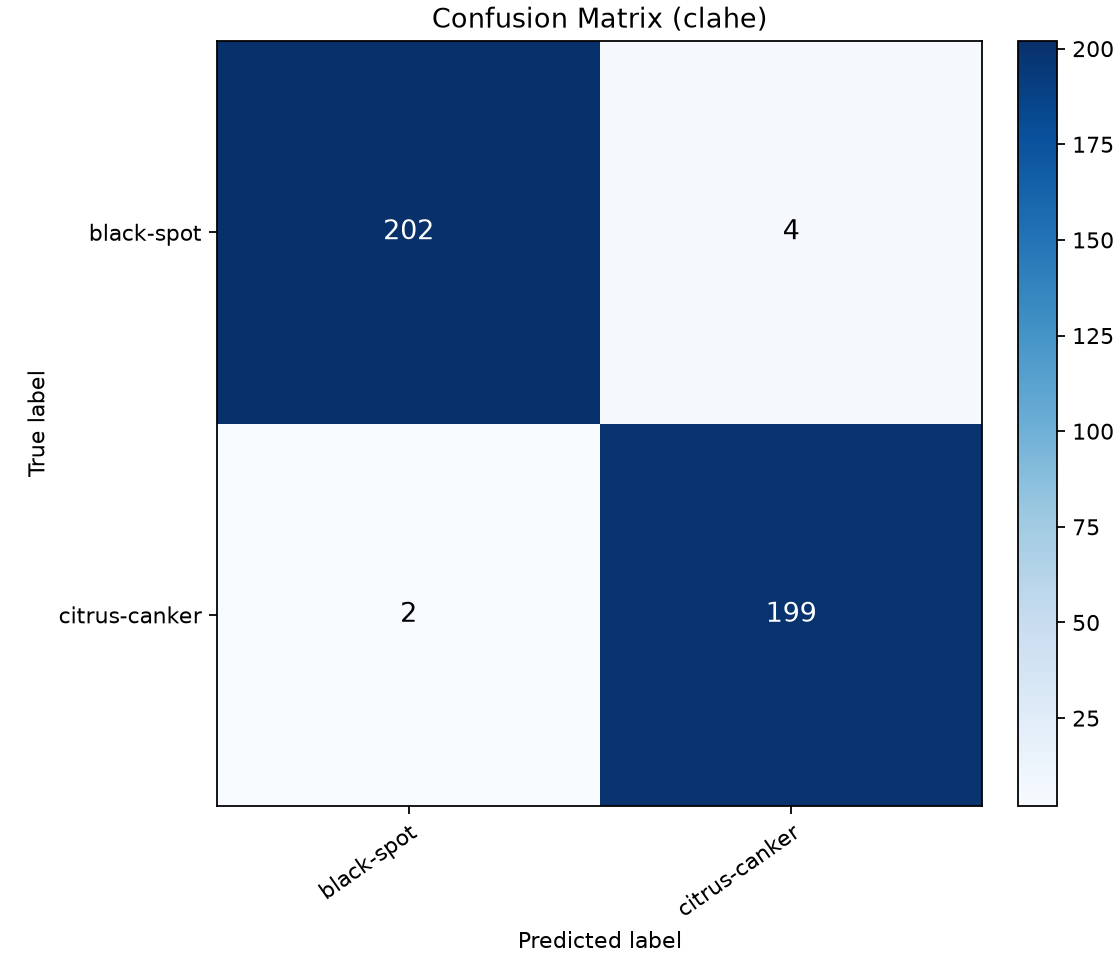 Confusion Matrix (clahe)
200
175
150
125
100
75
50
25
True label
black-spot
202
4
citrus-canker
2
199
black-spot
citrus-canker
Predicted label